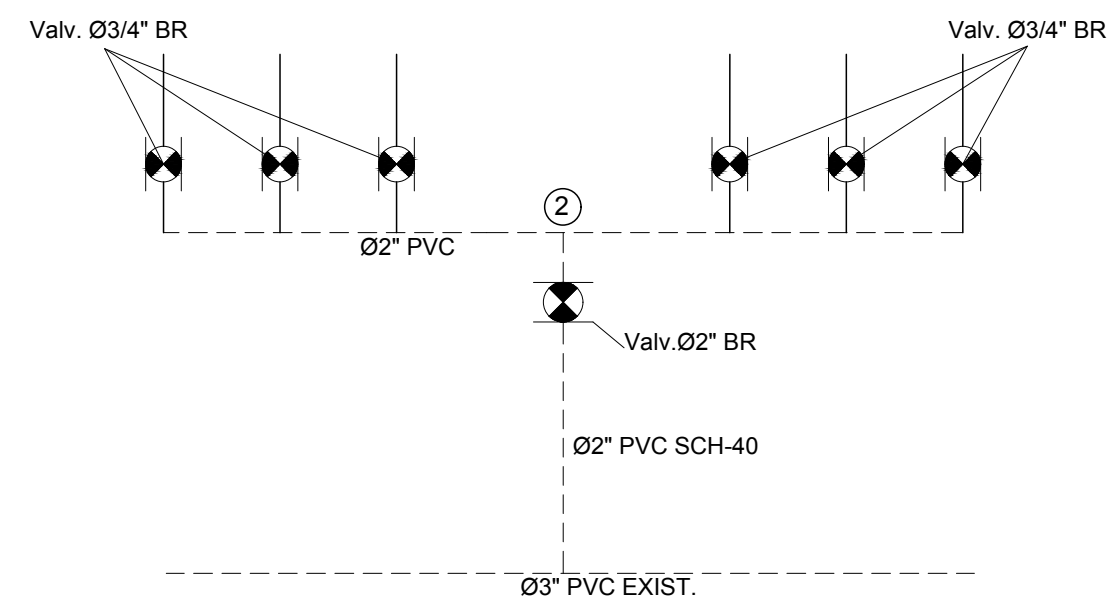 Valv. Ø3/4" BR
Valv. Ø3/4" BR
2
Ø2" PVC
Valv.Ø2" BR
Ø2" PVC SCH-40
Ø3" PVC EXIST.